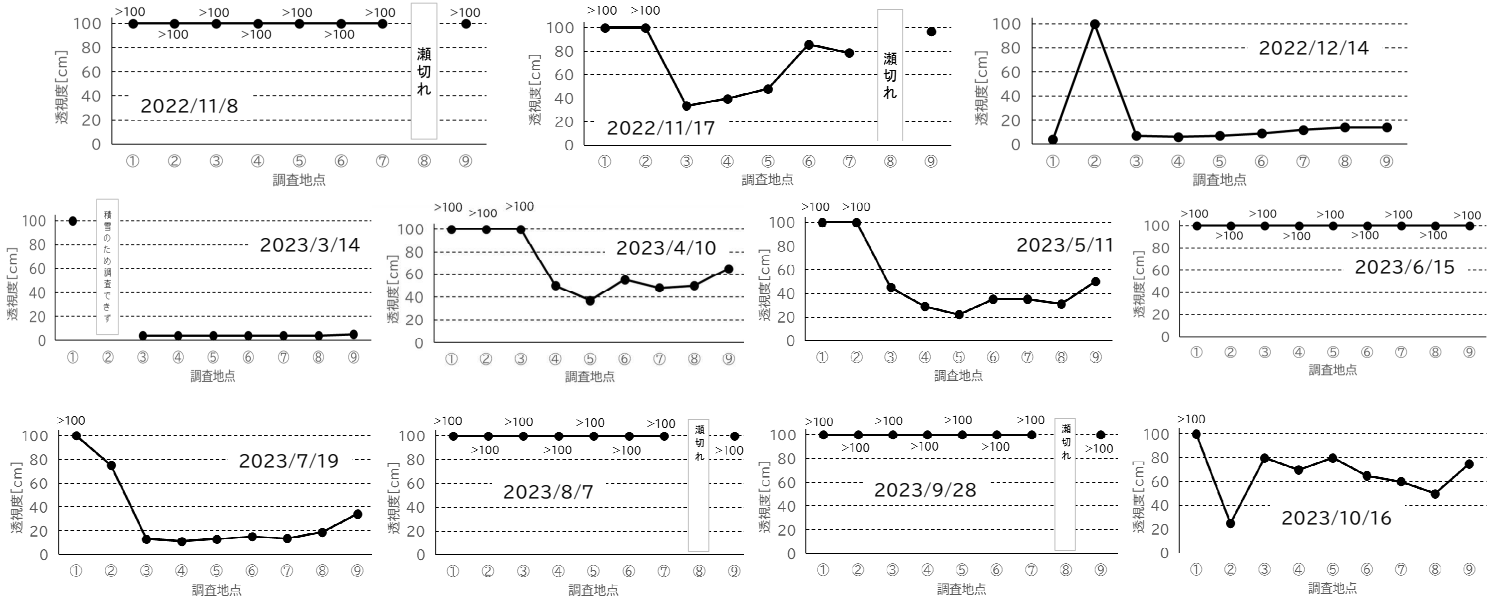 >100 >100 >100 >100
>100 >100 >100
100
80
60
40
20
0
透視度[cm]
2022/11/8
瀬切れ
>100
① ② ③ ④ ⑤ ⑥ ⑦ ⑧ ⑨
調査地点
>100 >100
100
80
60
40
20
0
透視度[cm]
2022/11/17
瀬切れ
① ② ③ ④ ⑤ ⑥ ⑦ ⑧ ⑨
調査地点
100
80
60
40
20
0
透視度[cm]
2022/12/14
① ② ③ ④ ⑤ ⑥ ⑦ ⑧ ⑨
調査地点
100
80
60
40
20
0
透視度[cm]
積雪のため調査できず
2023/3/14
① ② ③ ④ ⑤ ⑥ ⑦ ⑧ ⑨
調査地点
>100 >100 >100
100
80
60
40
20
0
透視度[cm]
2023/4/10
① ② ③ ④ ⑤ ⑥ ⑦ ⑧ ⑨
調査地点
>100 >100
100
80
60
40
20
0
透視度[cm]
2023/5/11
① ② ③ ④ ⑤ ⑥ ⑦ ⑧ ⑨
調査地点
>100 >100 >100 >100 >100
>100 >100 >100 >100
100
80
60
40
20
0
透視度[cm]
2023/6/15
① ② ③ ④ ⑤ ⑥ ⑦ ⑧ ⑨
調査地点
>100
100
80
60
40
20
0
透視度[cm]
2023/7/19
① ② ③ ④ ⑤ ⑥ ⑦ ⑧ ⑨
調査地点
>100 >100 >100 >100
>100 >100 >100 >100
100
80
60
40
20
0
透視度[cm]
2023/8/7
瀬切れ
① ② ③ ④ ⑤ ⑥ ⑦ ⑧ ⑨
調査地点
>100 >100 >100 >100
>100 >100 >100 >100
100
80
60
40
20
0
透視度[cm]
2023/9/28
瀬切れ
① ② ③ ④ ⑤ ⑥ ⑦ ⑧ ⑨
調査地点
>100
100
80
60
40
20
0
透視度[cm]
2023/10/16
① ② ③ ④ ⑤ ⑥ ⑦ ⑧ ⑨
調査地点